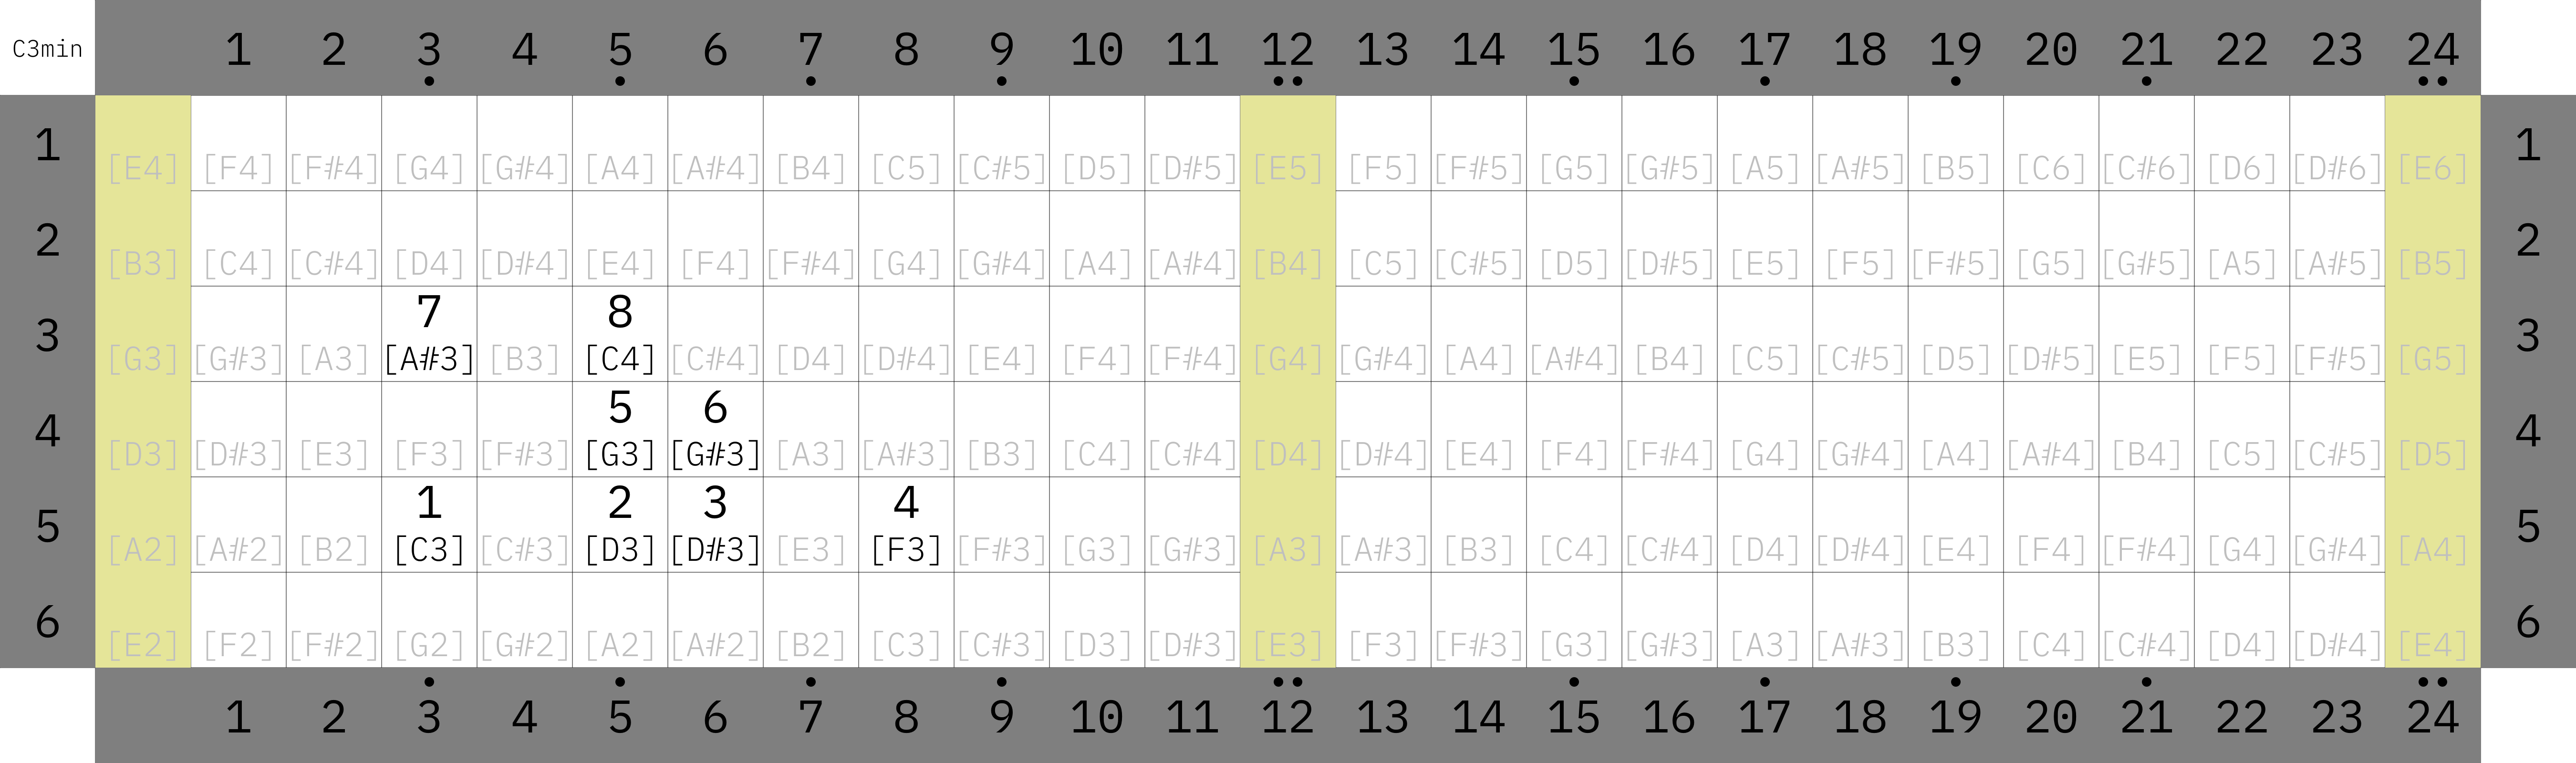 C3min 1 2 3 4 5 6 7 8 9 10 11 12 13 14 15 16 17 18 19 20 21 22 23 24
1 [E4] [F4] [F#4] [G4] [G#4] [A4] [A#4] [B4] [C5] [C#5] [D5] [D#5] [E5] [F5] [F#5] [G5] [G#5] [A5] [A#5] [B5] [C6] [C#6] [D6] [D#6] [E6] 1
2 [B3] [C4] [C#4] [D4] [D#4] [E4] [F4] [F#4] [G4] [G#4] [A4] [A#4] [B4] [C5] [C#5] [D5] [D#5] [E5] [F5] [F#5] [G5] [G#5] [A5] [A#5] [B5] 2
7 8
3 [G3] [G#3] [A3] [A#3] [B3] [C4] [C#4] [D4] [D#4] [E4] [F4] [F#4] [G4] [G#4] [A4] [A#4] [B4] [C5] [C#5] [D5] [D#5] [E5] [F5] [F#5] [G5] 3
5 6
4 [D3] [D#3] [E3] [F3] [F#3] [G3] [G#3] [A3] [A#3] [B3] [C4] [C#4] [D4] [D#4] [E4] [F4] [F#4] [G4] [G#4] [A4] [A#4] [B4] [C5] [C#5] [D5] 4
1 2 3 4
5 [A2] [A#2] [B2] [C3] [C#3] [D3] [D#3] [E3] [F3] [F#3] [G3] [G#3] [A3] [A#3] [B3] [C4] [C#4] [D4] [D#4] [E4] [F4] [F#4] [G4] [G#4] [A4] 5
6 [E2] [F2] [F#2] [G2] [G#2] [A2] [A#2] [B2] [C3] [C#3] [D3] [D#3] [E3] [F3] [F#3] [G3] [G#3] [A3] [A#3] [B3] [C4] [C#4] [D4] [D#4] [E4] 6
1 2 3 4 5 6 7 8 9 10 11 12 13 14 15 16 17 18 19 20 21 22 23 24